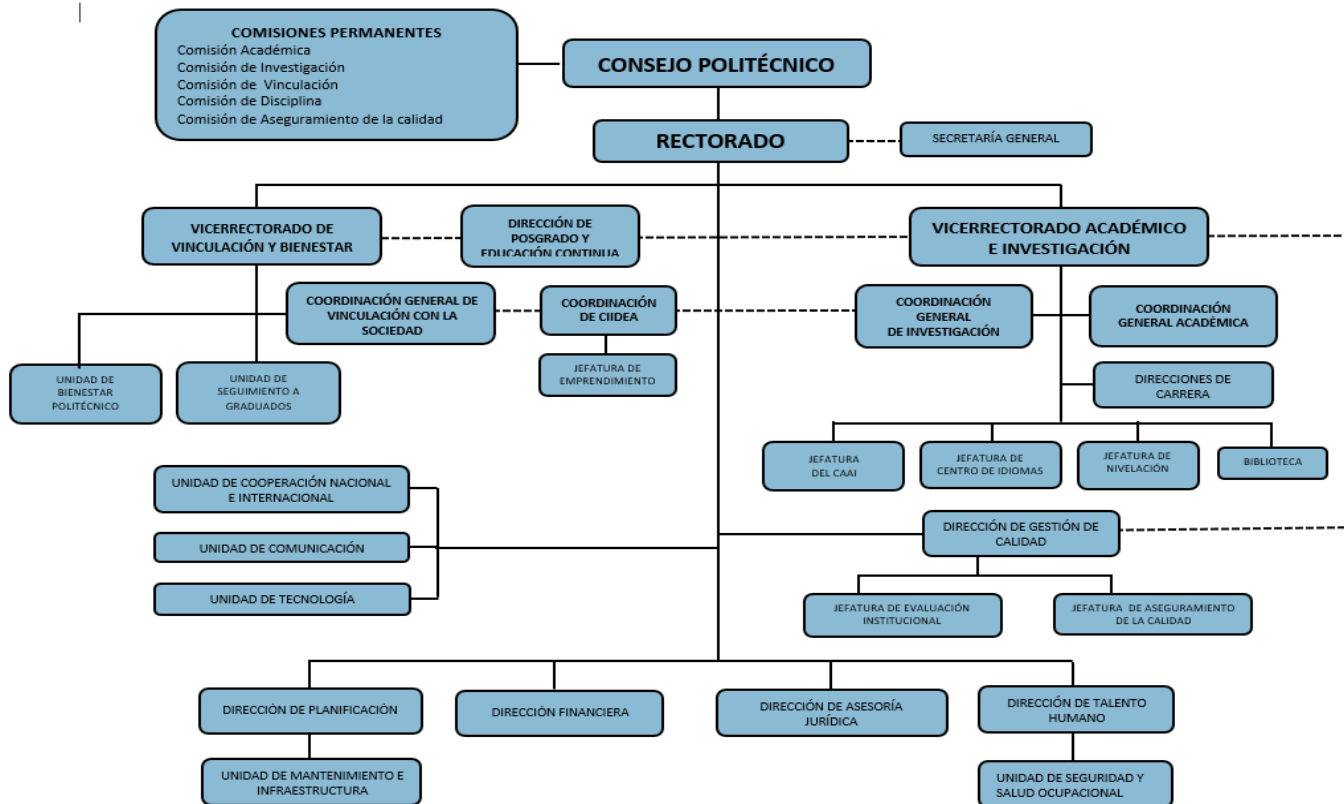 COMISIONES PERMANENTES
Comisión Académica
Comisión de Investigación
Comisión de Vinculación
Comisión de Disciplina
Comisión de Aseguramiento de la calidad
CONSEJO POLITÉCNICO
RECTORADO
SECRETARÍA GENERAL
VICERRECTORADO DE
VINCULACIÓN Y BIENESTAR
DIRECCIÓN DE
POSGRADO Y
EDUCACIÓN CONTINUA
VICERRECTORADO ACADÉMICO
E INVESTIGACIÓN
COORDINACIÓN GENERAL DE
VINCULACIÓN CON LA
SOCIEDAD
COORDINACIÓN
DE CIIDEA
COORDINACIÓN
GENERAL
DE INVESTIGACIÓN
COORDINACIÓN
GENERAL ACADÉMICA
UNIDAD DE
BIENESTAR
POLITÉCNICO
UNIDAD DE
SEGUIMIENTO A
GRADUADOS
JEFATURA DE
EMPRENDIMIENTO
DIRECCIONES DE
CARRERA
JEFATURA
DEL CAAI
JEFATURA DE
CENTRO DE IDIOMAS
JEFATURA DE
NIVELACIÓN
BIBLIOTECA
UNIDAD DE COOPERACIÓN NACIONAL
E INTERNACIONAL
UNIDAD DE COMUNICACIÓN
UNIDAD DE TECNOLOGÍA
DIRECCIÓN DE GESTIÓN DE
CALIDAD
JEFATURA DE EVALUACIÓN
INSTITUCIONAL
JEFATURA DE ASEGURAMIENTO
DE LA CALIDAD
DIRECCIÓN DE PLANIFICACIÓN
DIRECCIÓN FINANCIERA
DIRECCIÓN DE ASESORÍA
JURÍDICA
DIRECCIÓN DE TALENTO
HUMANO
UNIDAD DE MANTENIMIENTO E
INFRAESTRUCTURA
UNIDAD DE SEGURIDAD Y
SALUD OCUPACIONAL